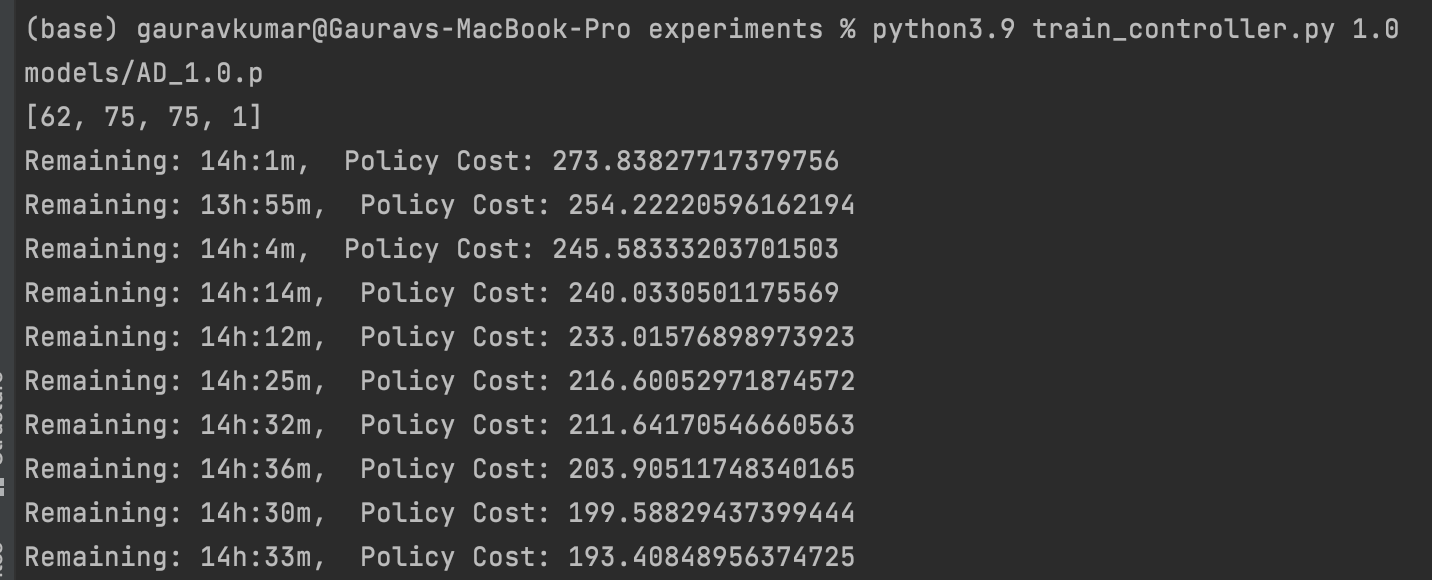 (base) gauravkumar@Gauravs-MacBook-Pro experiments % python3.9 train_controller.py 1.0
models/AD_1.0.p
[62, 75, 75, 1]
Remaining: 14h:1m,  Policy Cost: 273.83827717379756
Remaining: 13h:55m,  Policy Cost: 254.22220596162194
Remaining: 14h:4m,  Policy Cost: 245.58333203701503
Remaining: 14h:14m,  Policy Cost: 240.0330501175569
Remaining: 14h:12m,  Policy Cost: 233.01576898973923
Remaining: 14h:25m,  Policy Cost: 216.60052971874572
Remaining: 14h:32m,  Policy Cost: 211.64170546660563
Remaining: 14h:36m,  Policy Cost: 203.90511748340165
Remaining: 14h:30m,  Policy Cost: 199.58829437399444
Remaining: 14h:33m,  Policy Cost: 193.40848956374725